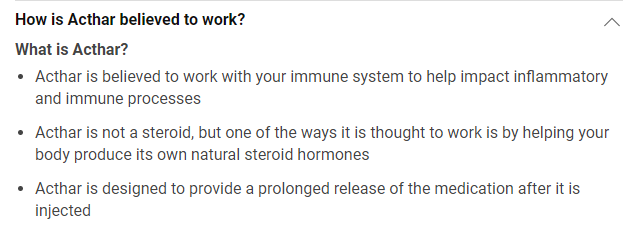 How is Acthar believed to work?
What is Acthar?
• Acthar is believed to work with your immune system to help impact inflammatory
and immune processes
• Acthar is not a steroid, but one of the ways it is thought to work is by helping your
body produce its own natural steroid hormones
• Acthar is designed to provide a prolonged release of the medication after it is
injected